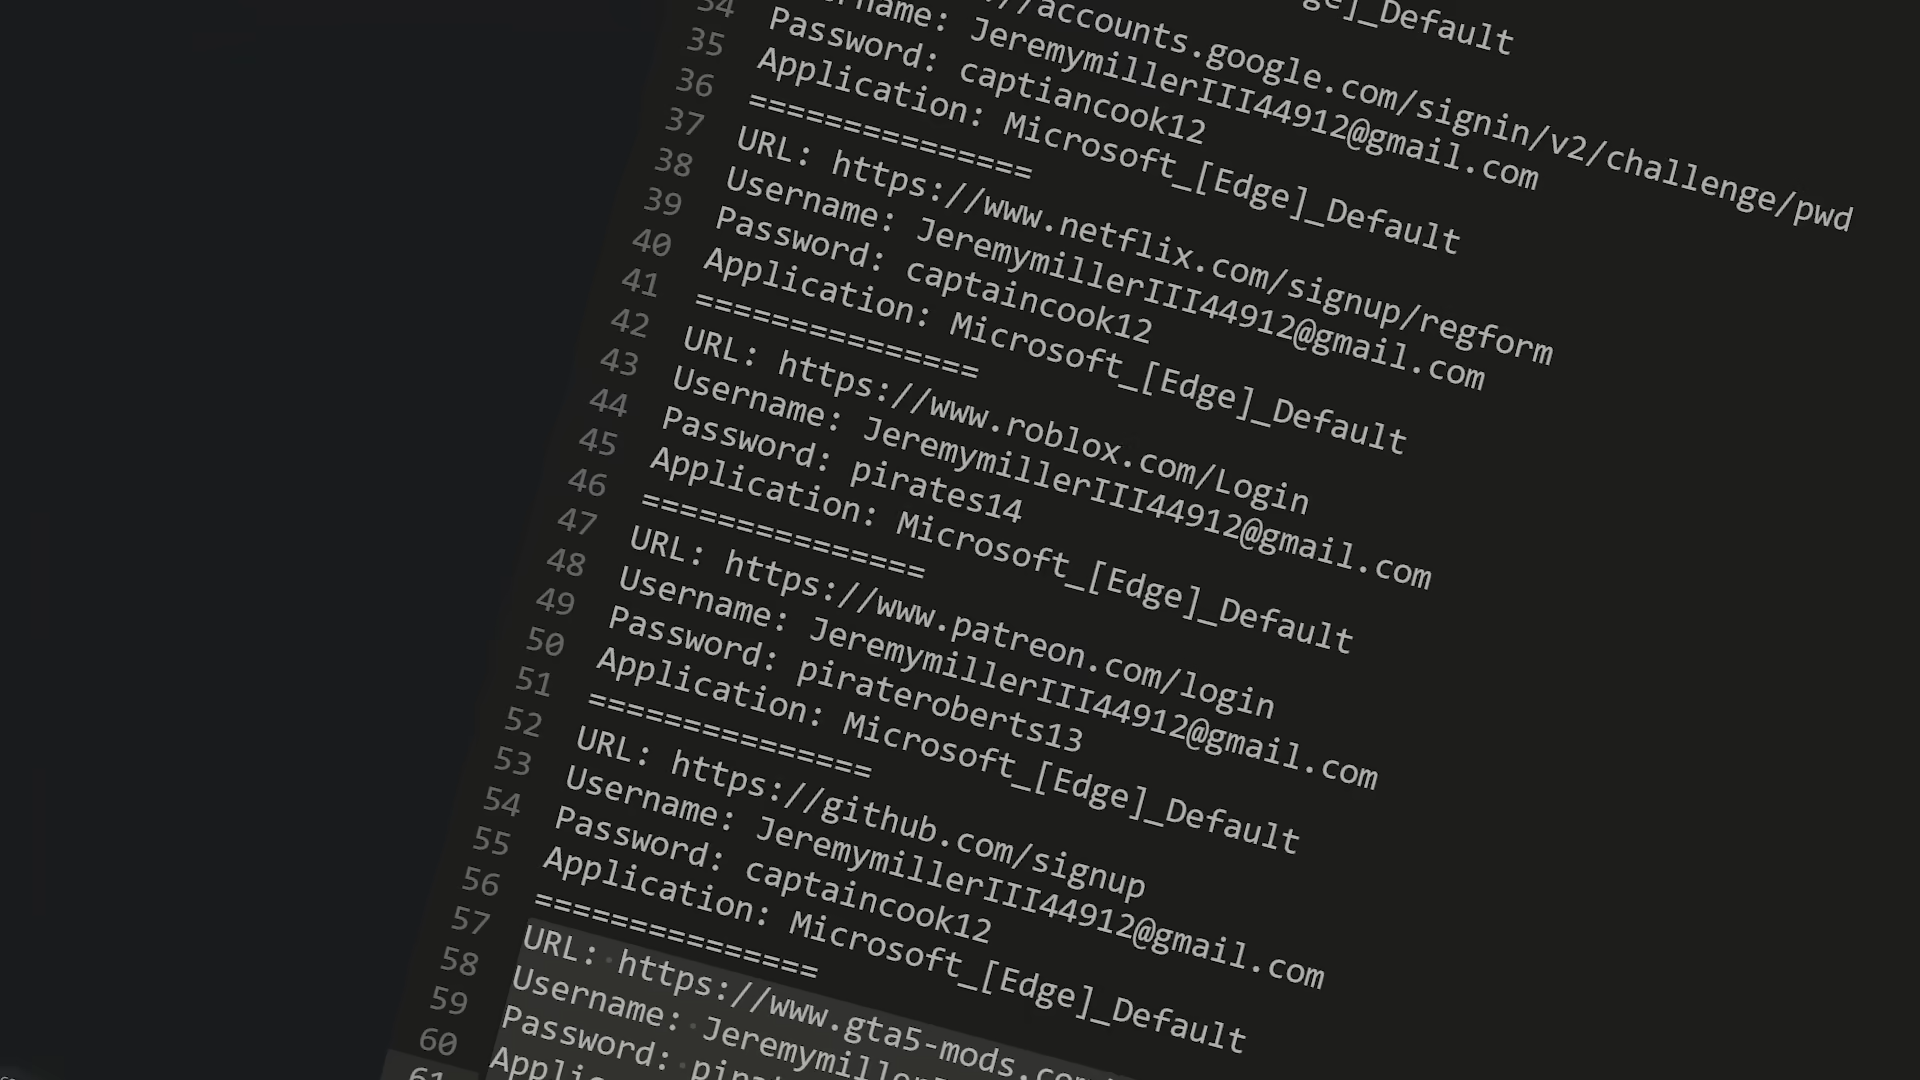 ge]_Default
//accounts.google.com/signin/v2/challenge/pwd
name: JeremymillerIII44912@gmail.com
34 Password: captiancook12
35 Application: Microsoft_[Edge]_Default
36 ===============
37 URL: https://www.netflix.com/signup/regform
38 Username: JeremymillerIII44912@gmail.com
39 Password: captaincook12
40 Application: Microsoft_[Edge]_Default
41 ===============
42 URL: https://www.roblox.com/Login
43 Username: JeremymillerIII44912@gmail.com
44 Password: pirates14
45 Application: Microsoft_[Edge]_Default
46 ===============
47 URL: https://www.patreon.com/login
48 Username: JeremymillerIII44912@gmail.com
49 Password: pirateroberts13
50 Application: Microsoft_[Edge]_Default
51 ===============
52 URL: https://github.com/signup
53 Username: JeremymillerIII44912@gmail.com
54 Password: captaincook12
55 Application: Microsoft_[Edge]_Default
56 ===============
57 URL: https://www.gta5-mods.com
58 Username: Jeremymiller
59 Password: pirat
60 Applic
61